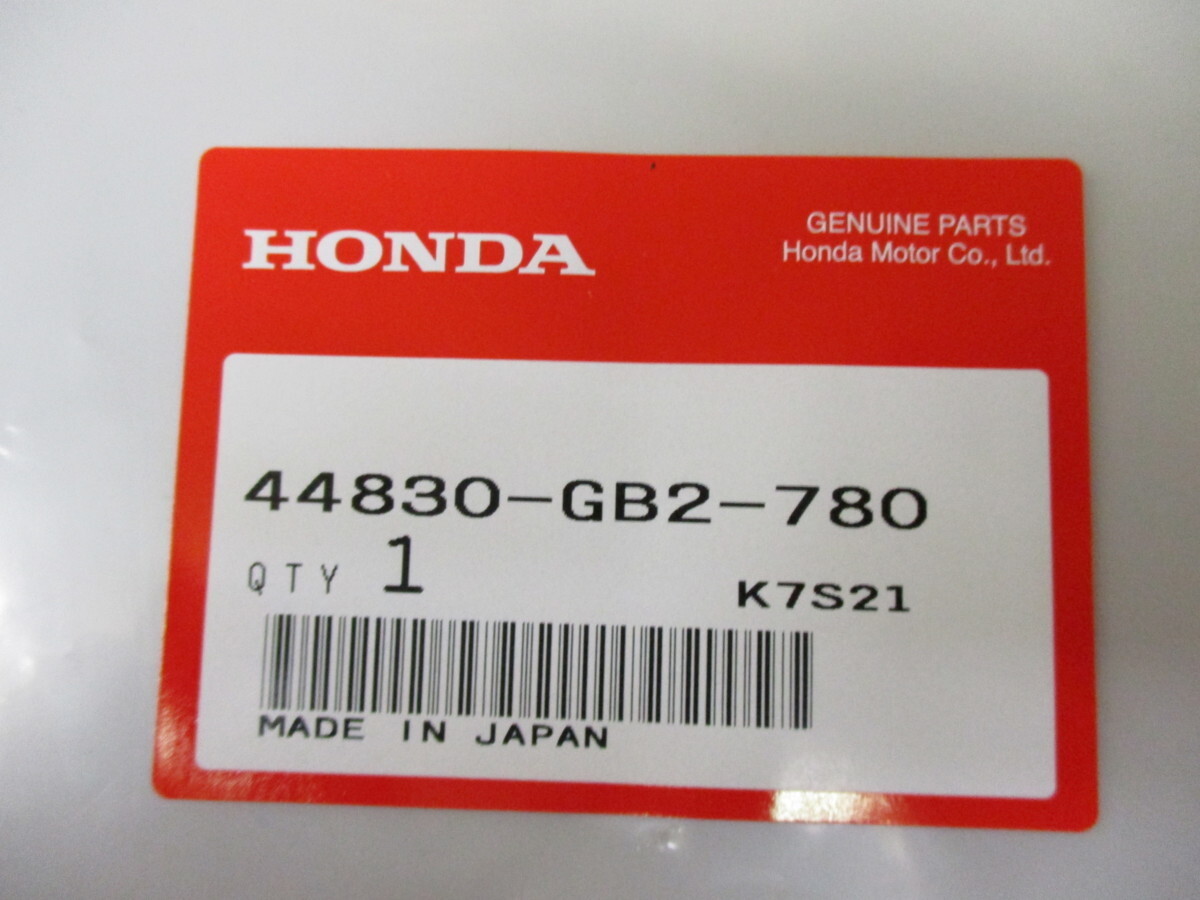 HONDA
GENUINE PARTS
Honda Motor Co., Ltd.
44830-GB2-780
QTY 1
K7S21
MADE IN JAPAN